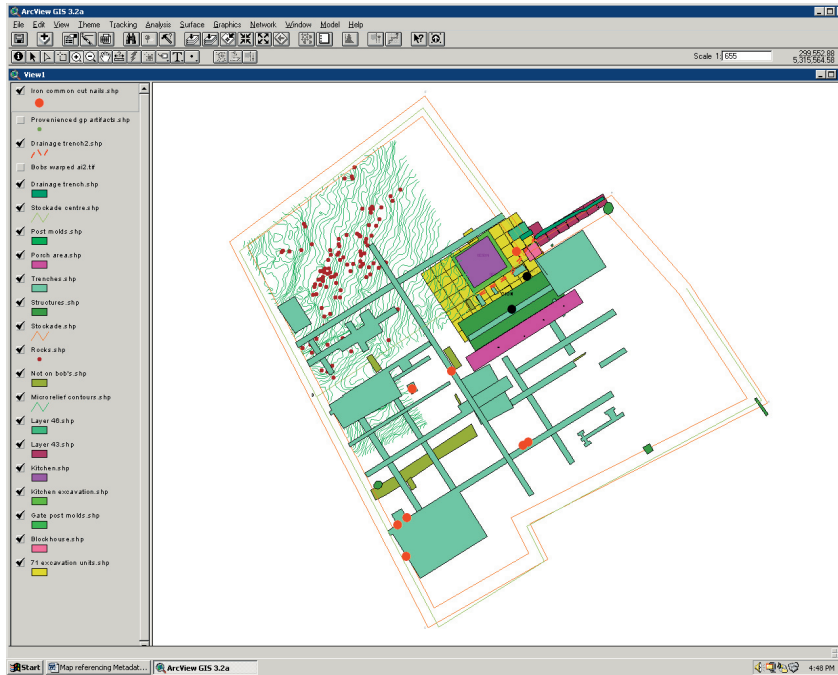 ArcView GIS 3.2a
File Edit View Theme Tracking Analysis Surface Graphics Network Window Model Help
Scale 1: 655
299,552.88
5,315,564.58
View1
Iron common cut nails.shp
Provenienced gp artifacts.shp
Drainage trench2.shp
Bobs warped ai2.tif
Drainage trench.shp
Stockade centre.shp
Post molds.shp
Porch area.shp
Trenches.shp
Structures.shp
Stockade.shp
Rocks.shp
Not on bob's.shp
Microrelief contours.shp
Layer 46.shp
Layer 43.shp
Kitchen.shp
Kitchen excavation.shp
Gate post molds.shp
Blockhouse.shp
71 excavation units.shp
Start Map referencing Metadat... ArcView GIS 3.2a 4:48 PM